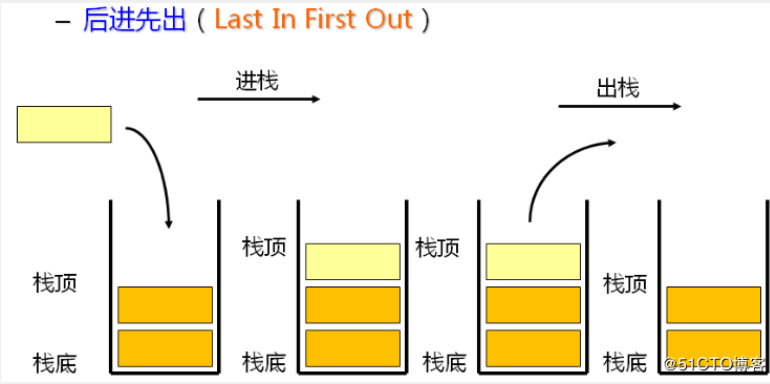 – 后进先出（Last In First Out）
进栈
出栈
栈顶 栈顶
栈顶 栈顶
栈底 栈底 栈底 栈底
@51CTO博客